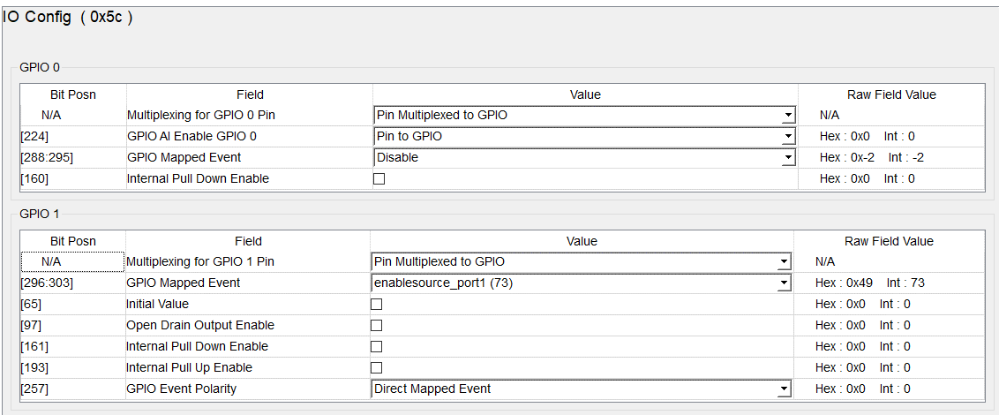 IO Config ( 0x5c )
GPIO 0
Bit Posn Field Value Raw Field Value
N/A Multiplexing for GPIO 0 Pin Pin Multiplexed to GPIO N/A
[224] GPIO AI Enable GPIO 0 Pin to GPIO Hex : 0x0 Int : 0
[288:295] GPIO Mapped Event Disable Hex : 0x-2 Int : -2
[160] Internal Pull Down Enable Hex : 0x0 Int : 0
GPIO 1
Bit Posn Field Value Raw Field Value
N/A Multiplexing for GPIO 1 Pin Pin Multiplexed to GPIO N/A
[296:303] GPIO Mapped Event enablesource_port1 (73) Hex : 0x49 Int : 73
[65] Initial Value Hex : 0x0 Int : 0
[97] Open Drain Output Enable Hex : 0x0 Int : 0
[161] Internal Pull Down Enable Hex : 0x0 Int : 0
[193] Internal Pull Up Enable Hex : 0x0 Int : 0
[257] GPIO Event Polarity Direct Mapped Event Hex : 0x0 Int : 0